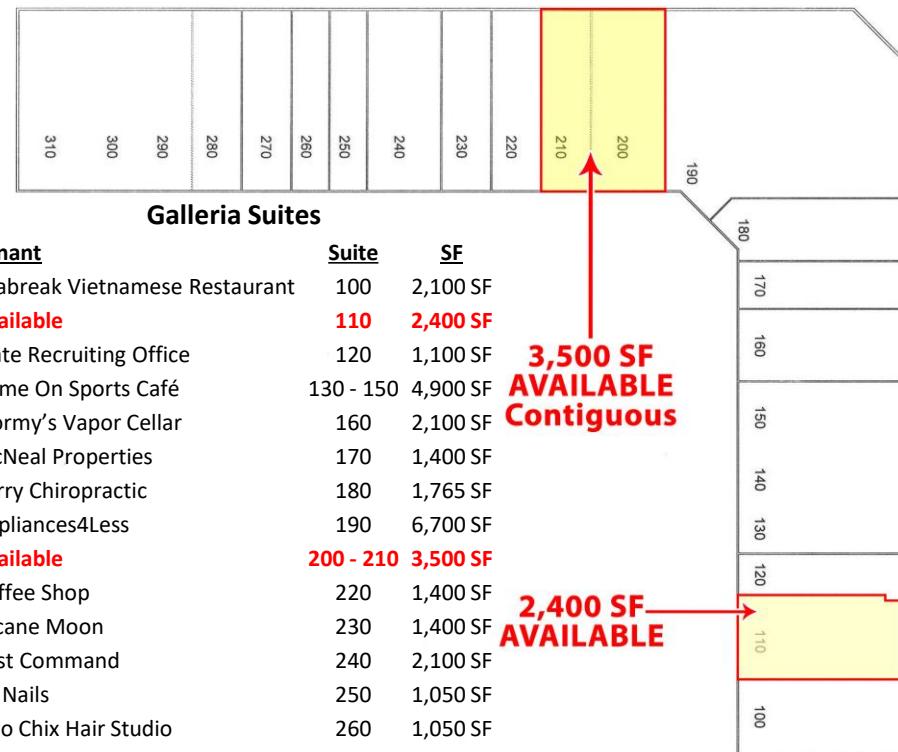 310 300 290 280 270 260 250 240 230 220 210 200 190
Galleria Suites
nant Suite SF
abreak Vietnamese Restaurant 100 2,100 SF
ailable 110 2,400 SF
ate Recruiting Office 120 1,100 SF
me On Sports Café 130 - 150 4,900 SF
ormy’s Vapor Cellar 160 2,100 SF
cNeal Properties 170 1,400 SF
rry Chiropractic 180 1,765 SF
pliances4Less 190 6,700 SF
ailable 200 - 210 3,500 SF
ffee Shop 220 1,400 SF
cane Moon 230 1,400 SF
st Command 240 2,100 SF
Nails 250 1,050 SF
o Chix Hair Studio 260 1,050 SF
3,500 SF
AVAILABLE
Contiguous
2,400 SF
AVAILABLE
180
170
160
150
140
130
120
110
100